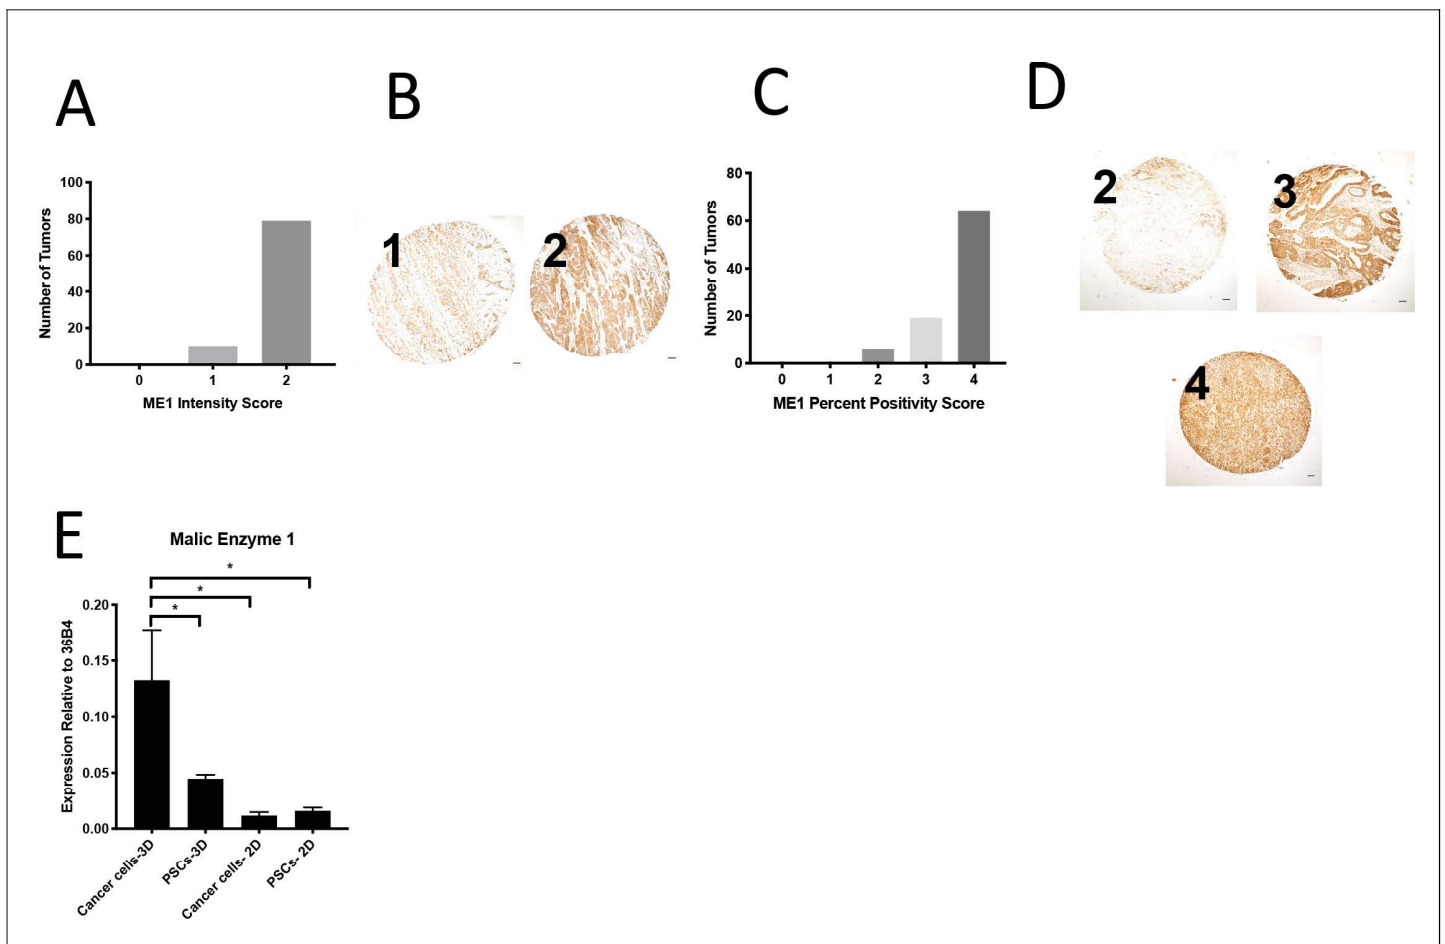 A
B
C
D
100
80
60
40
20
0
Number of Tumors
0 1 2
ME1 Intensity Score
1
2
80
60
40
20
0
Number of Tumors
0 1 2 3 4
ME1 Percent Positivity Score
2
3
4
E
Malic Enzyme 1
*
*
*
0.20
0.15
0.10
0.05
0.00
Expression Relative to 36B4
Cancer cells-3D
PSCs-3D
Cancer cells- 2D
PSCs- 2D